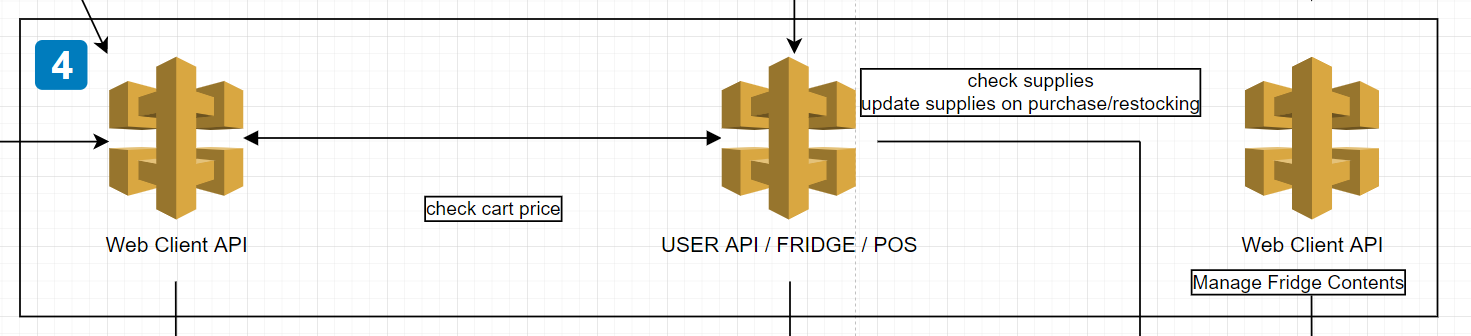 4
check supplies
update supplies on purchase/restocking
check cart price
Web Client API
USER API / FRIDGE / POS
Web Client API
Manage Fridge Contents